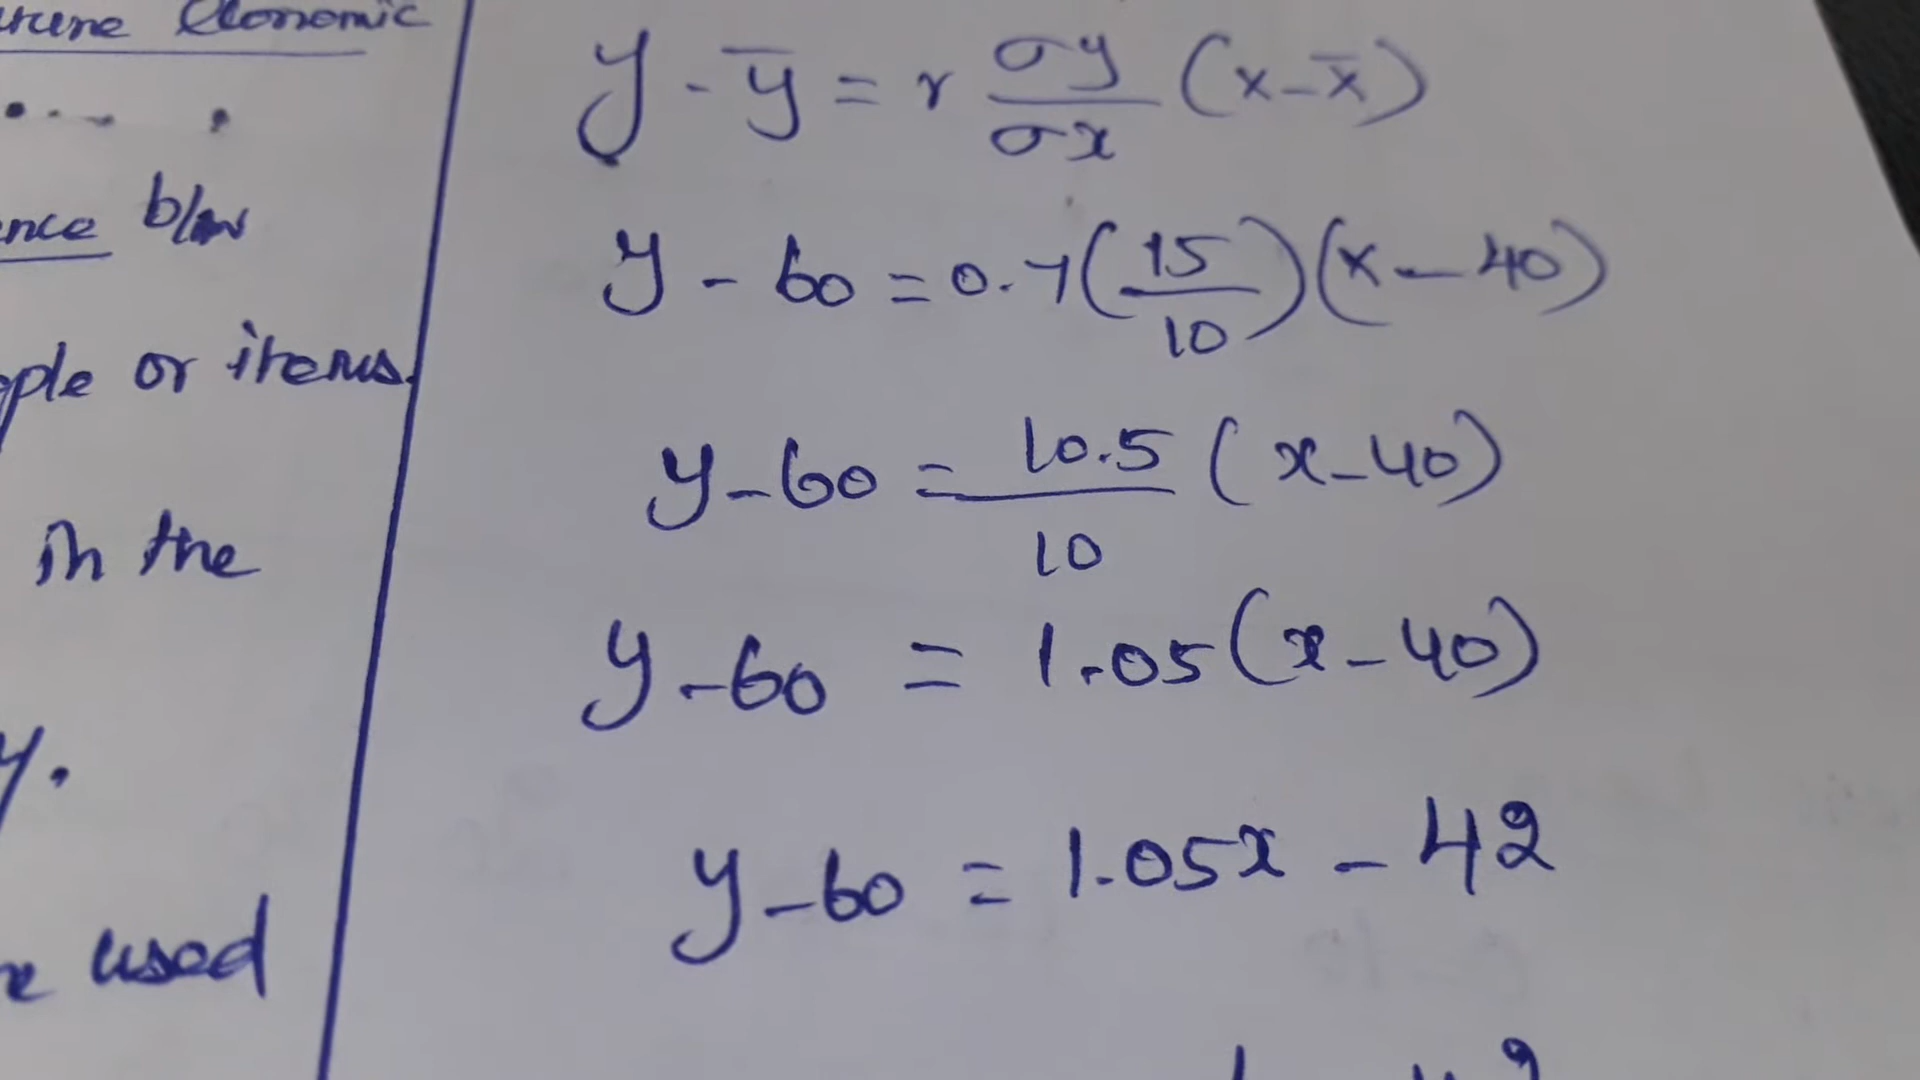 Economic
b/w
or items.
in the
y.
used
y - ȳ = r σy/σx (x - x̄)
y - 60 = 0.7 (15/10) (x - 40)
y - 60 = 10.5/10 (x - 40)
y - 60 = 1.05 (x - 40)
y - 60 = 1.05x - 42